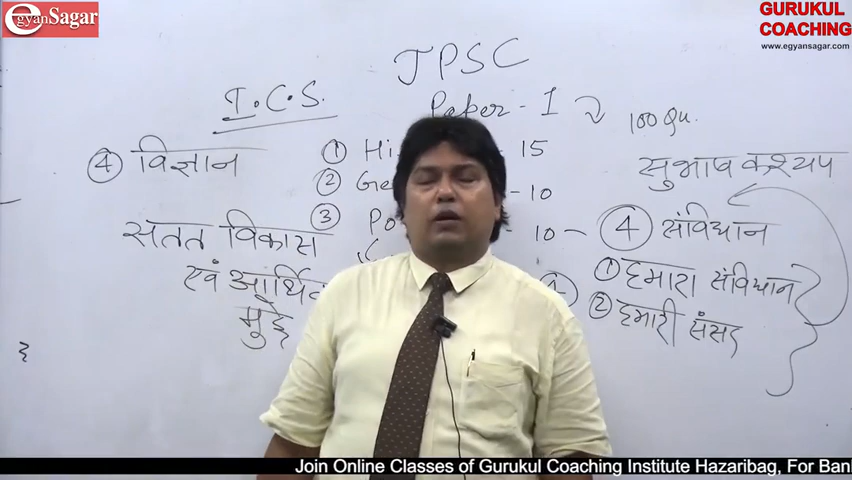 egyanSagar
GURUKUL
COACHING
www.egyansagar.com
JPSC
I.C.S.
Paper - 1
100 Qu.
④ विज्ञान
① Hi - 15
② Ge - 10
③ Po - 10 -
सुभाष कश्यप
④ संविधान
① हमारा संविधान
② हमारी संसद
सतत विकास
एवं आर्थिक
मुद्दे
Join Online Classes of Gurukul Coaching Institute Hazaribag, For Ban